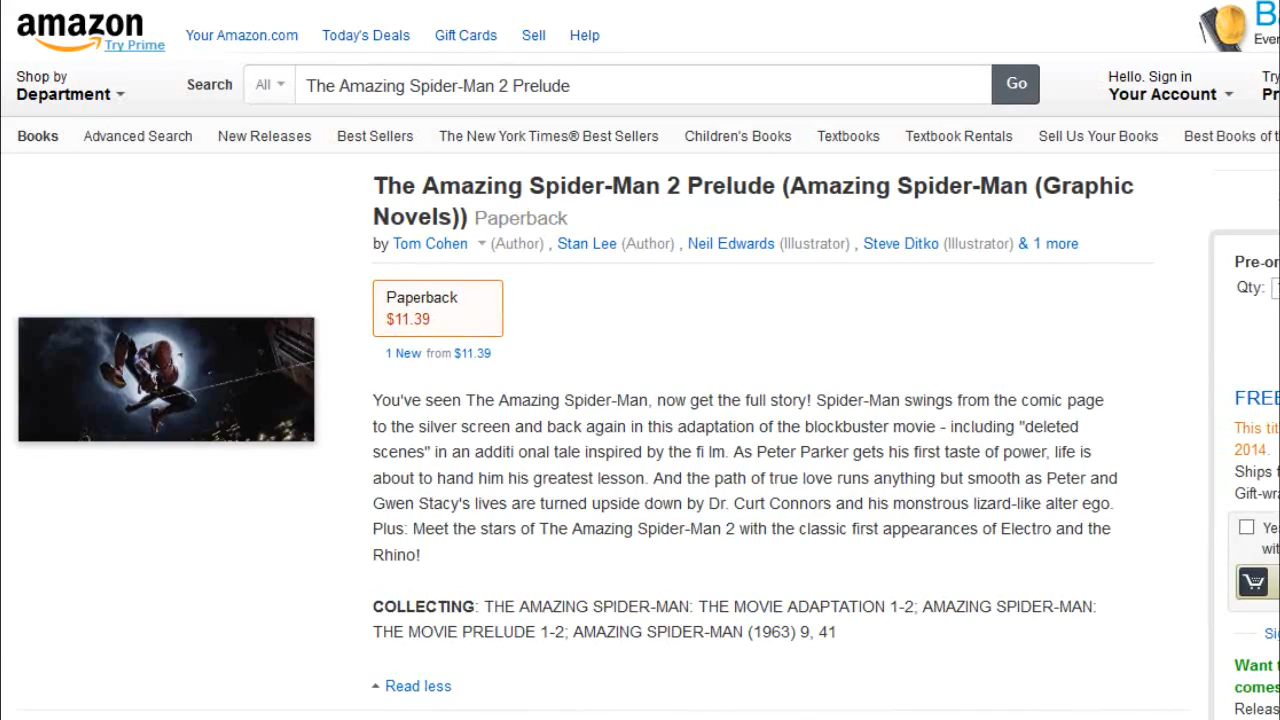 amazon
Try Prime
Your Amazon.com Today's Deals Gift Cards Sell Help
Shop by
Department
Search All The Amazing Spider-Man 2 Prelude Go
Hello. Sign in
Your Account
Books Advanced Search New Releases Best Sellers The New York Times® Best Sellers Children's Books Textbooks Textbook Rentals Sell Us Your Books Best Books of
The Amazing Spider-Man 2 Prelude (Amazing Spider-Man (Graphic
Novels)) Paperback
by Tom Cohen (Author) , Stan Lee (Author) , Neil Edwards (Illustrator) , Steve Ditko (Illustrator) & 1 more
Paperback
$11.39
1 New from $11.39
You've seen The Amazing Spider-Man, now get the full story! Spider-Man swings from the comic page
to the silver screen and back again in this adaptation of the blockbuster movie - including "deleted
scenes" in an additi onal tale inspired by the fi lm. As Peter Parker gets his first taste of power, life is
about to hand him his greatest lesson. And the path of true love runs anything but smooth as Peter and
Gwen Stacy's lives are turned upside down by Dr. Curt Connors and his monstrous lizard-like alter ego.
Plus: Meet the stars of The Amazing Spider-Man 2 with the classic first appearances of Electro and the
Rhino!
COLLECTING: THE AMAZING SPIDER-MAN: THE MOVIE ADAPTATION 1-2; AMAZING SPIDER-MAN:
THE MOVIE PRELUDE 1-2; AMAZING SPIDER-MAN (1963) 9, 41
Read less
Qty:
FREE
This
2014.
Ships
Want